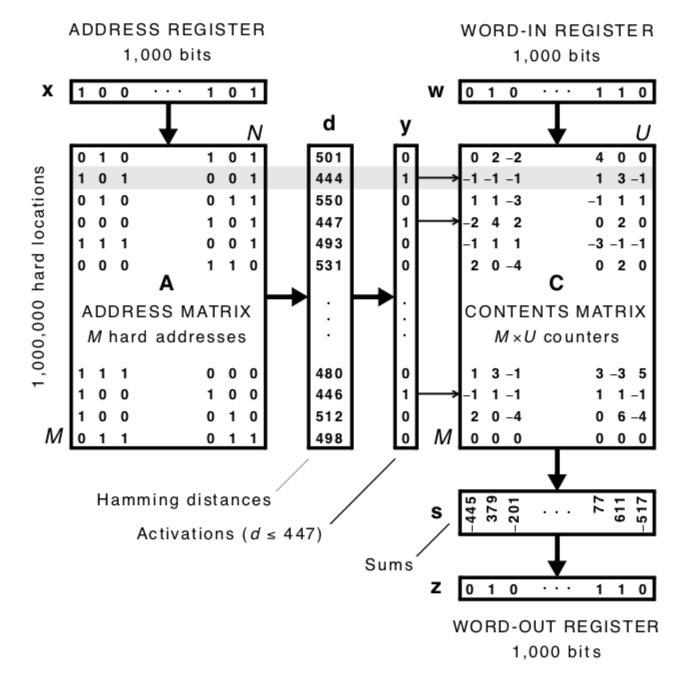 ADDRESS REGISTER WORD-IN REGISTER
1,000 bits 1,000 bits
x 1 0 0 ··· 1 0 1 w 0 1 0 ··· 1 1 0
N d y U
0 1 0 1 0 1 501 0 0 2 –2 4 0 0
1 0 1 0 0 1 444 1 –1 –1 –1 1 3 –1
0 1 0 0 1 1 550 0 1 1 –3 –1 1 1
0 0 0 1 0 1 447 1 –2 4 2 0 2 0
1 1 1 0 0 1 493 0 –1 1 1 –3 –1 –1
0 0 0 1 1 0 531 0 2 0 –4 0 2 0
1,000,000 hard locations
A C
ADDRESS MATRIX · · CONTENTS MATRIX
M hard addresses · · M×U counters
· ·
1 1 1 0 0 0 480 0 1 3 –1 3 –3 5
1 0 0 1 0 0 446 1 –1 1 –1 1 1 –1
1 0 0 0 1 0 512 0 2 0 –4 0 6 –4
M 0 1 1 0 1 1 498 0 M 0 0 0 0 0 0
Hamming distances
Activations (d ≤ 447)
s –445 379 –201 ··· 77 611 –517
Sums
z 0 1 0 ··· 1 1 0
WORD-OUT REGISTER
1,000 bits